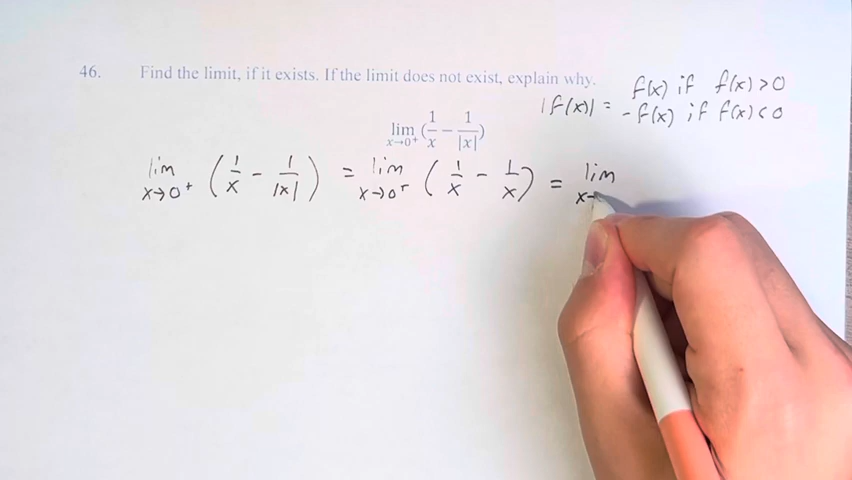 46. Find the limit, if it exists. If the limit does not exist, explain why.
|f(x)| = f(x) if f(x) > 0
-f(x) if f(x) < 0
lim x→0⁺ (1/x − 1/|x|)
lim x→0⁺ (1/x − 1/|x|) = lim x→0⁺ (1/x − 1/x) = lim x→